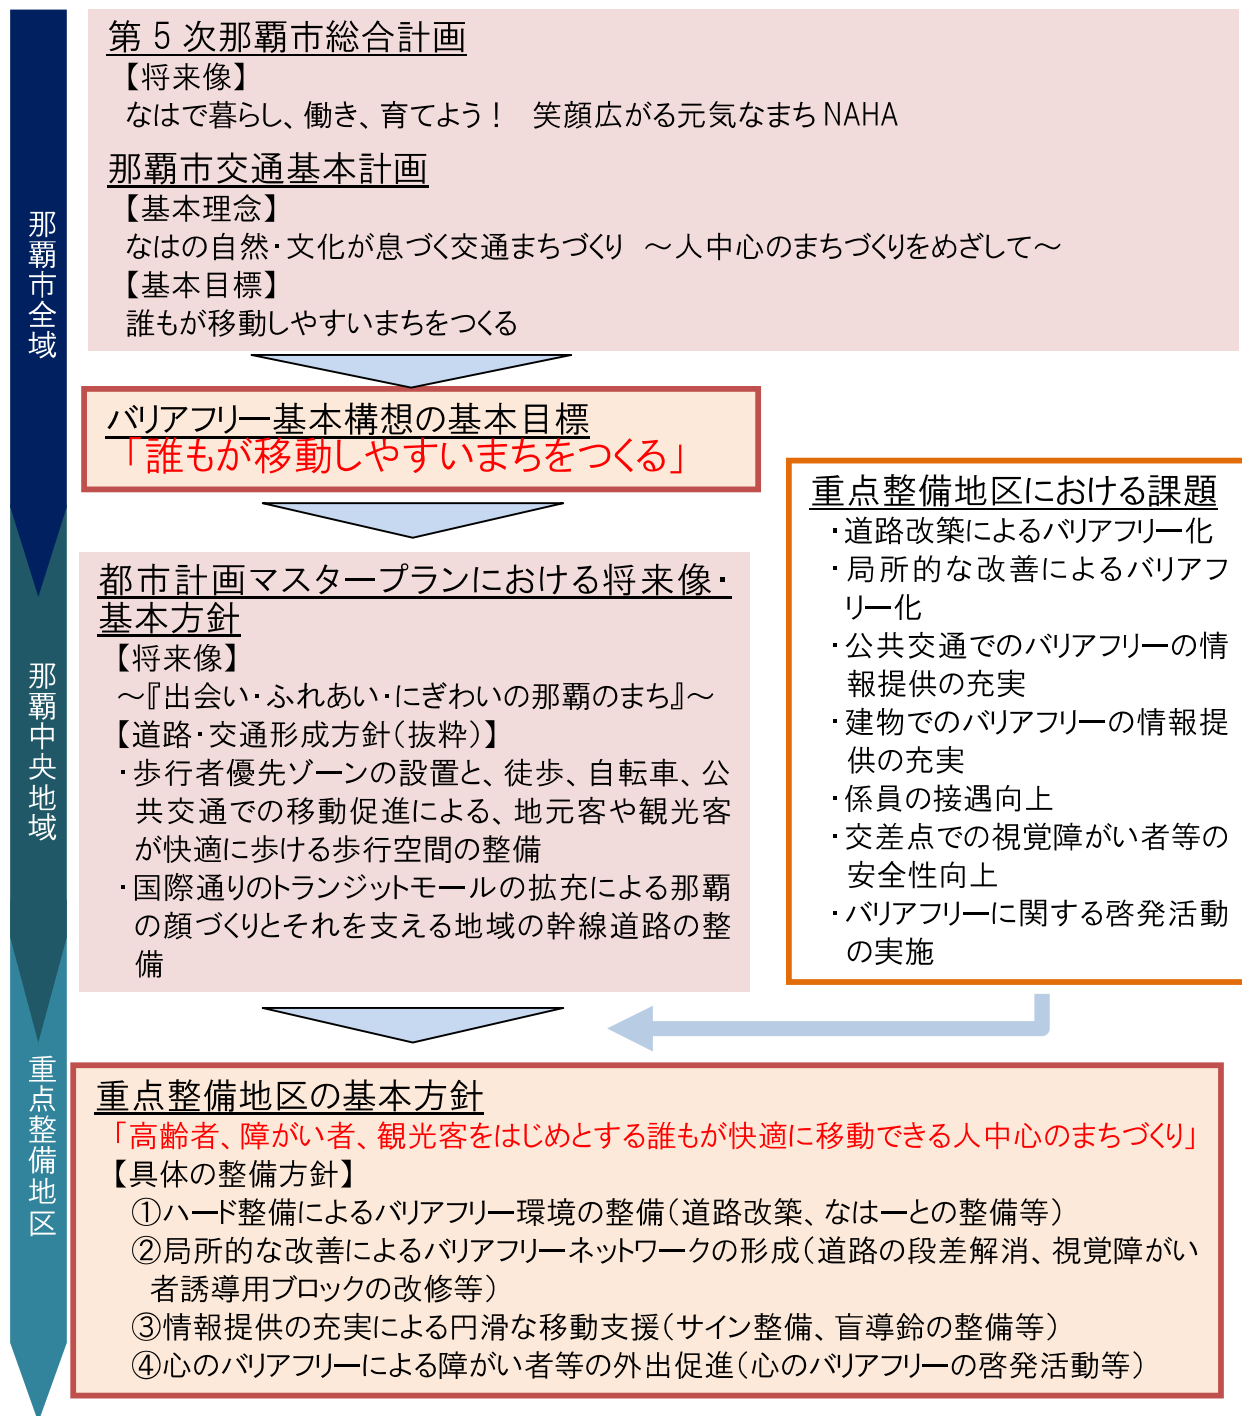 第5次那覇市総合計画
【将来像】
なはで暮らし、働き、育てよう！　笑顔広がる元気なまちNAHA
那覇市交通基本計画
【基本理念】
なはの自然・文化が息づく交通まちづくり　～人中心のまちづくりをめざして～
【基本目標】
誰もが移動しやすいまちをつくる
那覇市全域
バリアフリー基本構想の基本目標
「誰もが移動しやすいまちをつくる」
都市計画マスタープランにおける将来像・
基本方針
【将来像】
～『出会い・ふれあい・にぎわいの那覇のまち』～
【道路・交通形成方針（抜粋）】
・歩行者優先ゾーンの設置と、徒歩、自転車、公
共交通での移動促進による、地元客や観光客
が快適に歩ける歩行空間の整備
・国際通りのトランジットモールの拡充による那覇
の顔づくりとそれを支える地域の幹線道路の整
備
那覇中央地域
重点整備地区における課題
・道路改築によるバリアフリー化
・局所的な改善によるバリアフ
リー化
・公共交通でのバリアフリーの情
報提供の充実
・建物でのバリアフリーの情報提
供の充実
・係員の接遇向上
・交差点での視覚障がい者等の
安全性向上
・バリアフリーに関する啓発活動
の実施
重点整備地区
重点整備地区の基本方針
「高齢者、障がい者、観光客をはじめとする誰もが快適に移動できる人中心のまちづくり」
【具体の整備方針】
①ハード整備によるバリアフリー環境の整備（道路改築、なはーとの整備等）
②局所的な改善によるバリアフリーネットワークの形成（道路の段差解消、視覚障がい
者誘導用ブロックの改修等）
③情報提供の充実による円滑な移動支援（サイン整備、盲導鈴の整備等）
④心のバリアフリーによる障がい者等の外出促進（心のバリアフリーの啓発活動等）